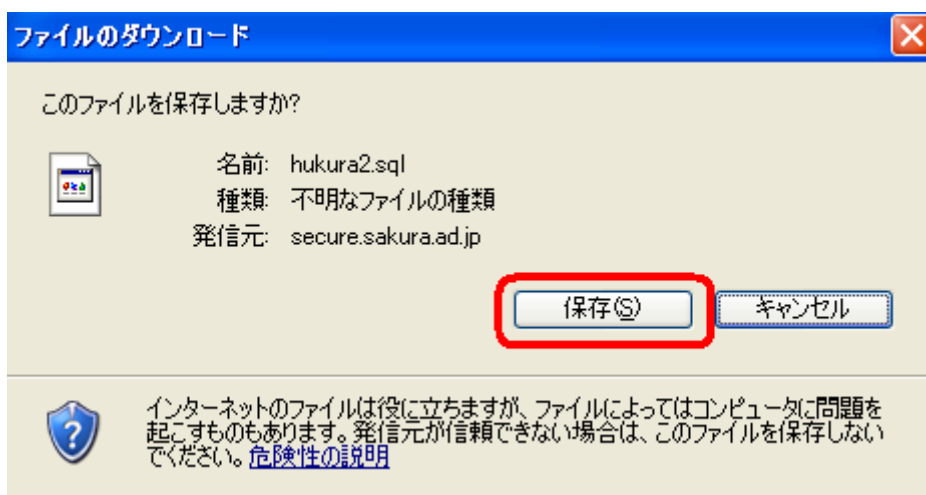 ファイルのダウンロード
このファイルを保存しますか?
名前: hukura2.sql
種類: 不明なファイルの種類
発信元: secure.sakura.ad.jp
保存(S) キャンセル
インターネットのファイルは役に立ちますが、ファイルによってはコンピュータに問題を
起こすものもあります。発信元が信頼できない場合は、このファイルを保存しない
でください。危険性の説明